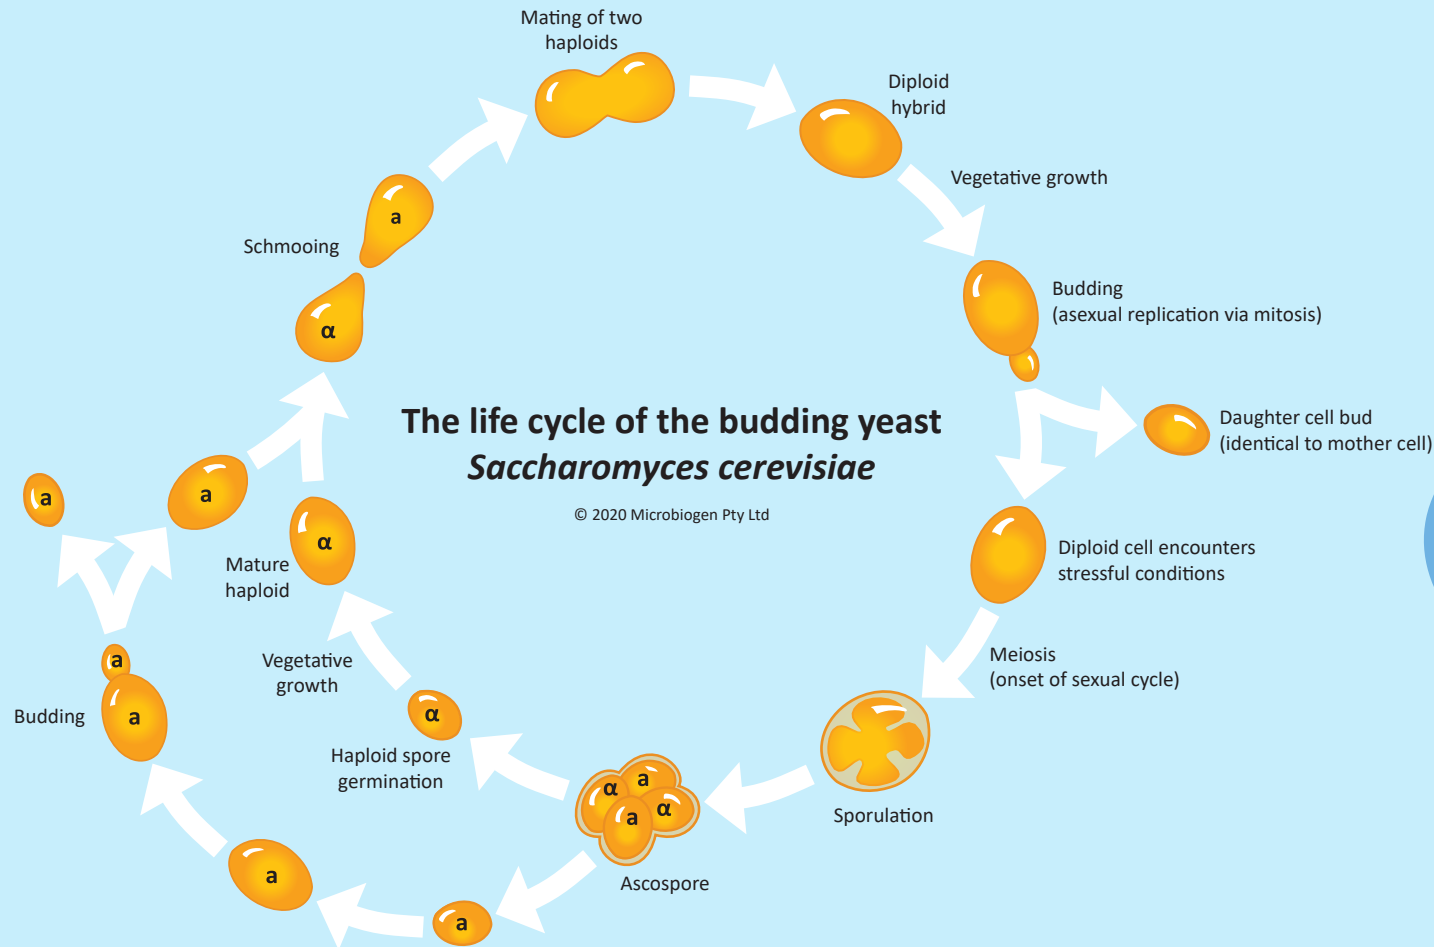 Mating of two
haploids
Diploid
hybrid
Vegetative growth
a
Schmooing
α
Budding
(asexual replication via mitosis)
The life cycle of the budding yeast
Saccharomyces cerevisiae
© 2020 Microbiogen Pty Ltd
Daughter cell bud
(identical to mother cell)
a
a
α
Mature
haploid
Diploid cell encounters
stressful conditions
Meiosis
(onset of sexual cycle)
Vegetative
growth
a
a
Budding
α
Haploid spore
germination
α
a
a
α
Sporulation
Ascospore
a
a